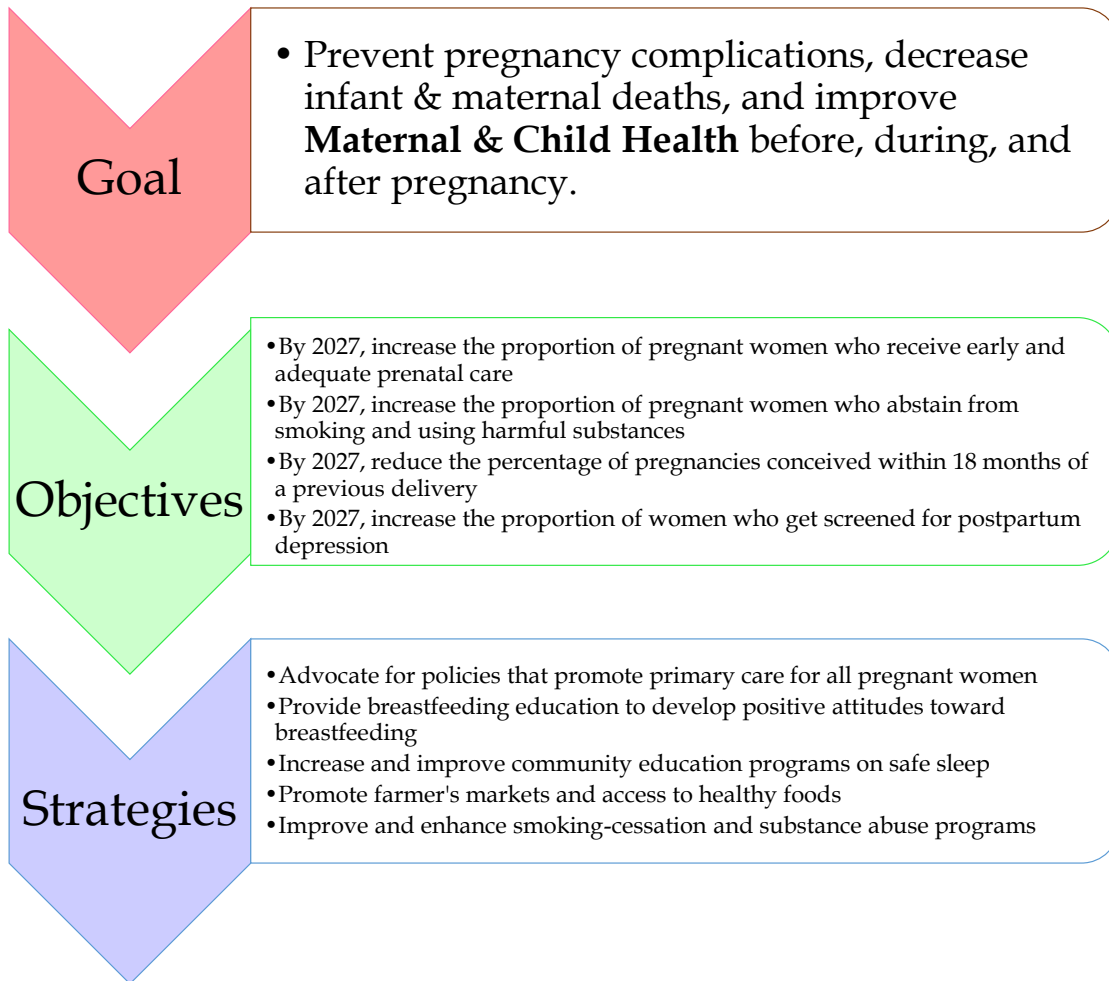 Goal
• Prevent pregnancy complications, decrease
infant & maternal deaths, and improve
Maternal & Child Health before, during, and
after pregnancy.
Objectives
•By 2027, increase the proportion of pregnant women who receive early and
adequate prenatal care
•By 2027, increase the proportion of pregnant women who abstain from
smoking and using harmful substances
•By 2027, reduce the percentage of pregnancies conceived within 18 months of
a previous delivery
•By 2027, increase the proportion of women who get screened for postpartum
depression
Strategies
•Advocate for policies that promote primary care for all pregnant women
•Provide breastfeeding education to develop positive attitudes toward
breastfeeding
•Increase and improve community education programs on safe sleep
•Promote farmer's markets and access to healthy foods
•Improve and enhance smoking-cessation and substance abuse programs